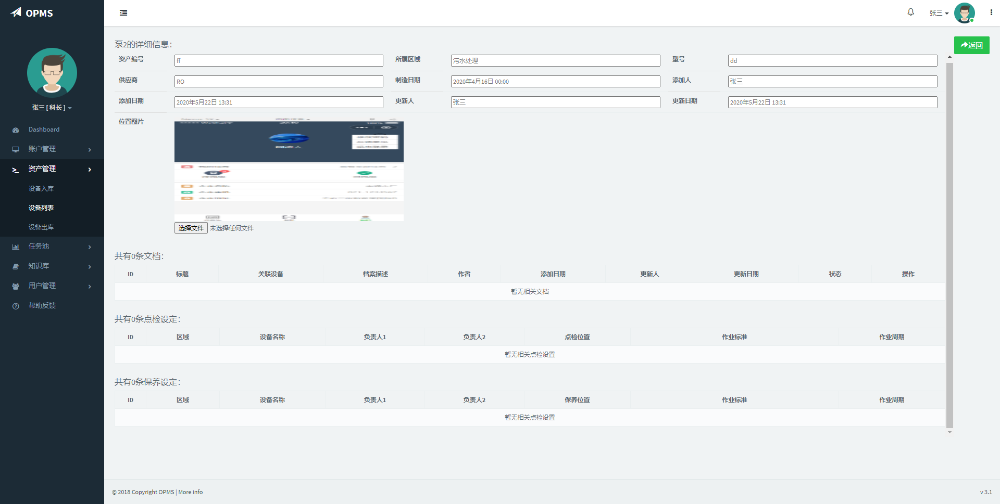 OPMS
张三
张三 [ 科长 ]
Dashboard
账户管理
资产管理
设备入库
设备列表
设备出库
任务池
知识库
用户管理
帮助反馈
泵2的详细信息：
返回
资产编号 ff 所属区域 污水处理 型号 dd
供应商 RO 制造日期 2020年4月16日 00:00 添加人 张三
添加日期 2020年5月22日 13:31 更新人 张三 更新日期 2020年5月22日 13:31
位置图片
选择文件 未选择任何文件
共有0条文档：
ID 标题 关联设备 档案描述 作者 添加日期 更新人 更新日期 状态 操作
暂无相关文档
共有0条点检设定：
ID 区域 设备名称 负责人1 负责人2 点检位置 作业标准 作业周期
暂无相关点检设置
共有0条保养设定：
ID 区域 设备名称 负责人1 负责人2 保养位置 作业标准 作业周期
暂无相关点检设置
© 2018 Copyright OPMS | More info
v 3.1